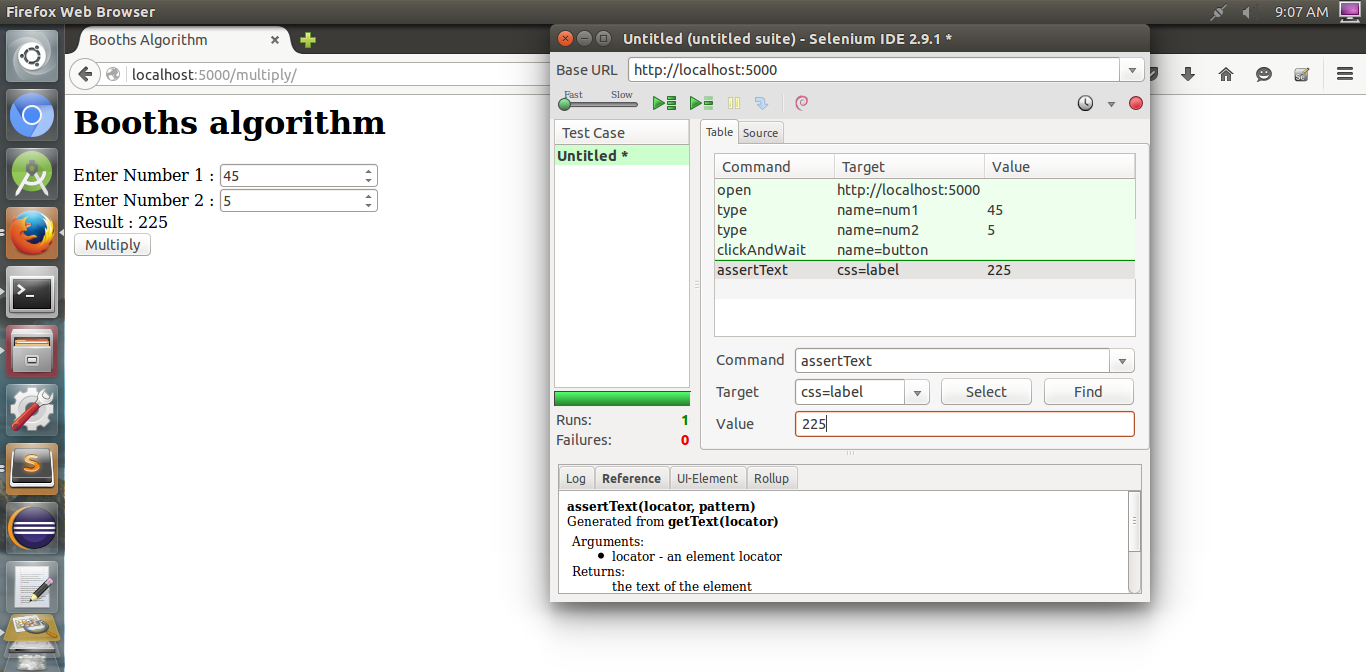 Firefox Web Browser
9:07 AM
Booths Algorithm
localhost:5000/multiply/
Booths algorithm
Enter Number 1 : 45
Enter Number 2 : 5
Result : 225
Multiply
Untitled (untitled suite) - Selenium IDE 2.9.1 *
Base URL http://localhost:5000
Fast Slow
Test Case
Untitled *
Runs: 1
Failures: 0
Table Source
Command Target Value
open http://localhost:5000
type name=num1 45
type name=num2 5
clickAndWait name=button
assertText css=label 225
Command assertText
Target css=label Select Find
Value 225
Log Reference UI-Element Rollup
assertText(locator, pattern)
Generated from getText(locator)
Arguments:
• locator - an element locator
Returns:
the text of the element